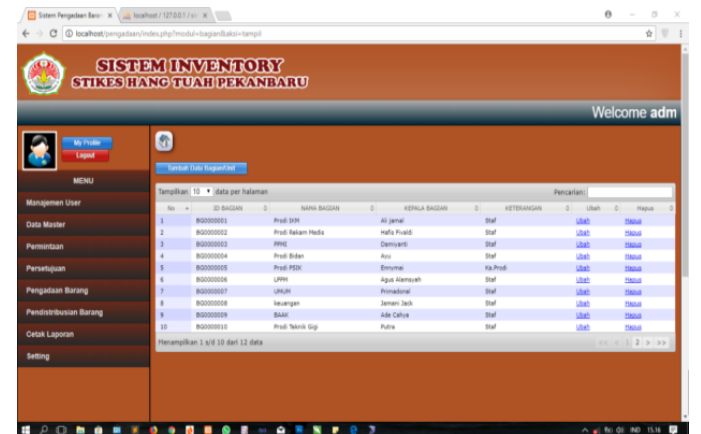 Sistem Pengadaan Baran
localhost / 127.0.0.1 /
localhost/pengadaan/index.php?modul=bagian&aksi=tampil
SISTEM INVENTORY
STIKES HANG TUAH PEKANBARU
Welcome adm
My Profile
Logout
MENU
Manajemen User
Data Master
Permintaan
Persetujuan
Pengadaan Barang
Pendistribusian Barang
Cetak Laporan
Setting
Tambah Data Bagian/Unit
Tampilkan 10 data per halaman
Pencarian:
No ID BAGIAN NAMA BAGIAN KEPALA BAGIAN KETERANGAN Ubah Hapus
1 BG0000001 Prodi IKM Ali jamal Staf Ubah Hapus
2 BG0000002 Prodi Rekam Medis Hafis Fivaldi Staf Ubah Hapus
3 BG0000003 PPMI Damiyanti Staf Ubah Hapus
4 BG0000004 Prodi Bidan Ayu Staf Ubah Hapus
5 BG0000005 Prodi PSIK Ennymai Ka.Prodi Ubah Hapus
6 BG0000006 LPPM Agus Alamsyah Staf Ubah Hapus
7 BG0000007 UMUM Primadonal Staf Ubah Hapus
8 BG0000008 keuangan Jamani Jack Staf Ubah Hapus
9 BG0000009 BAAK Ade Cahya Staf Ubah Hapus
10 BG0000010 Prodi Teknik Gigi Putra Staf Ubah Hapus
Menampilkan 1 s/d 10 dari 12 data
<< < 1 2 > >>
IND 15.16